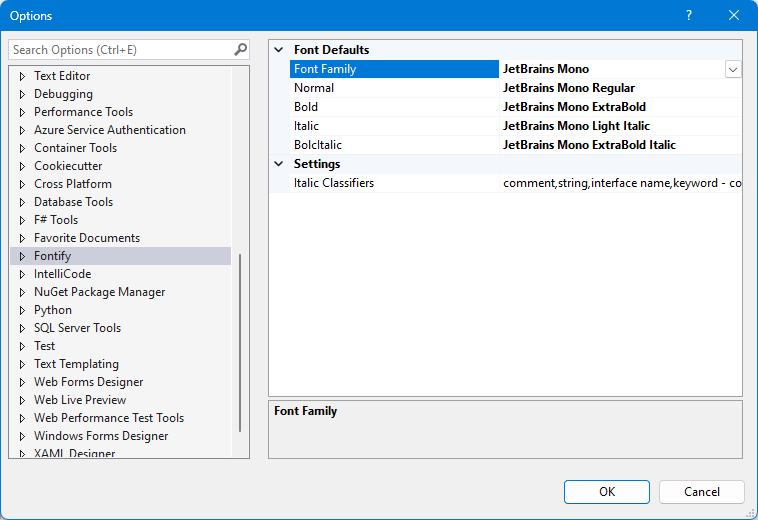 Options
Search Options (Ctrl+E)
Text Editor
Debugging
Performance Tools
Azure Service Authentication
Container Tools
Cookiecutter
Cross Platform
Database Tools
F# Tools
Favorite Documents
Fontify
IntelliCode
NuGet Package Manager
Python
SQL Server Tools
Test
Text Templating
Web Forms Designer
Web Live Preview
Web Performance Test Tools
Windows Forms Designer
XAML Designer
Font Defaults
Font Family JetBrains Mono
Normal JetBrains Mono Regular
Bold JetBrains Mono ExtraBold
Italic JetBrains Mono Light Italic
BolcItalic JetBrains Mono ExtraBold Italic
Settings
Italic Classifiers comment,string,interface name,keyword - co
Font Family
OK Cancel